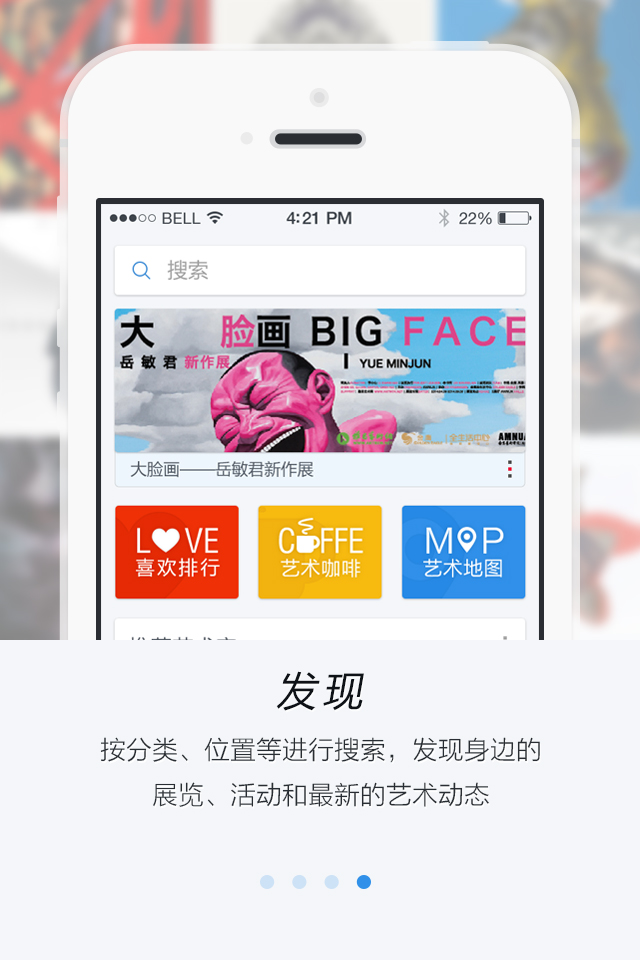 BELL 4:21 PM 22%
搜索
大脸画 BIG FACE
岳敏君新作展 YUE MINJUN
大脸画——岳敏君新作展
LOVE COFFE MAP
喜欢排行 艺术咖啡 艺术地图
发现
按分类、位置等进行搜索，发现身边的
展览、活动和最新的艺术动态